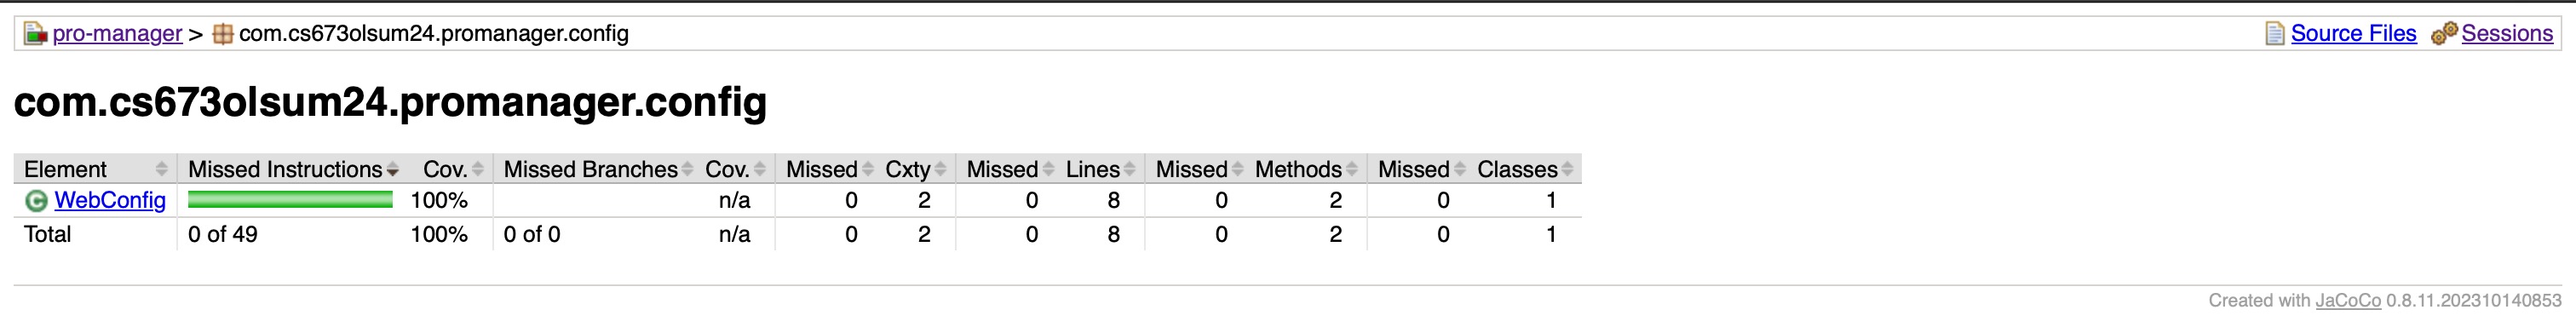 pro-manager > com.cs673olsum24.promanager.config Source Files Sessions
com.cs673olsum24.promanager.config
Element Missed Instructions Cov. Missed Branches Cov. Missed Cxty Missed Lines Missed Methods Missed Classes
C WebConfig 100% n/a 0 2 0 8 0 2 0 1
Total 0 of 49 100% 0 of 0 n/a 0 2 0 8 0 2 0 1
Created with JaCoCo 0.8.11.202310140853